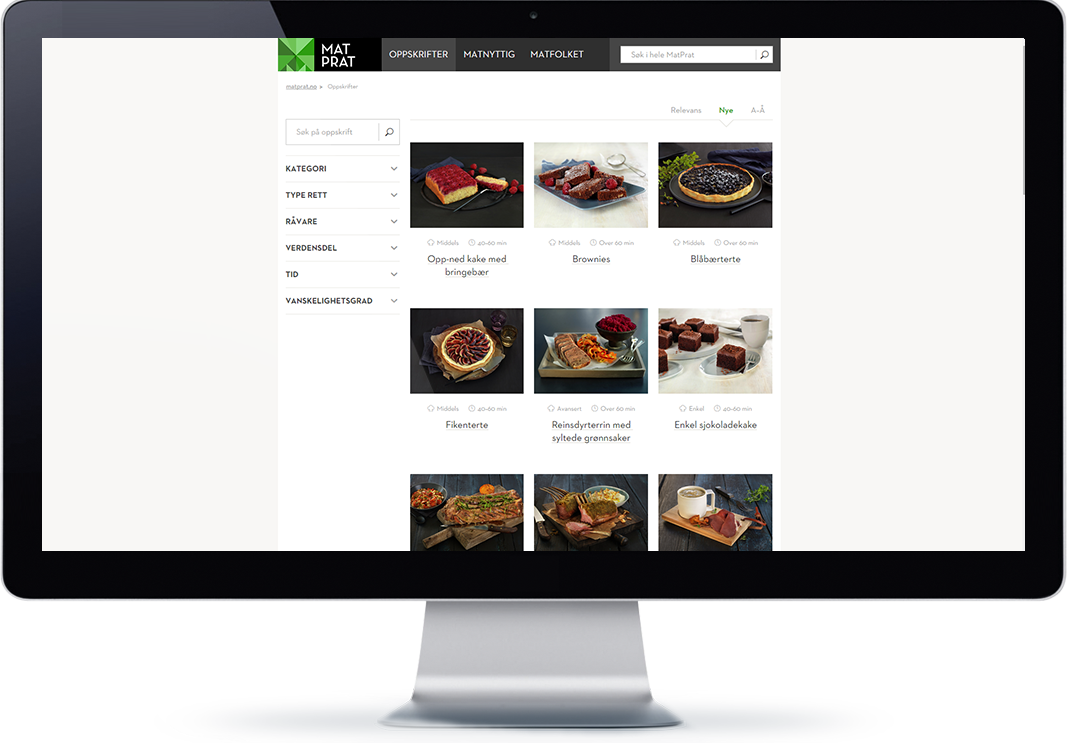 MAT
PRAT
OPPSKRIFTER
MATNYTTIG
MATFOLKET
Søk i hele MatPrat
matprat.no » Oppskrifter
Relevans
Nye
A-Å
Søk på oppskrift
KATEGORI
TYPE RETT
RÅVARE
VERDENSDEL
TID
VANSKELIGHETSGRAD
Middels 40-60 min
Opp-ned kake med
bringebær
Middels Over 60 min
Brownies
Middels Over 60 min
Blåbærterte
Middels 40-60 min
Fikenterte
Avansert Over 60 min
Reinsdyrterrin med
syltede grønnsaker
Enkel 40-60 min
Enkel sjokoladekake